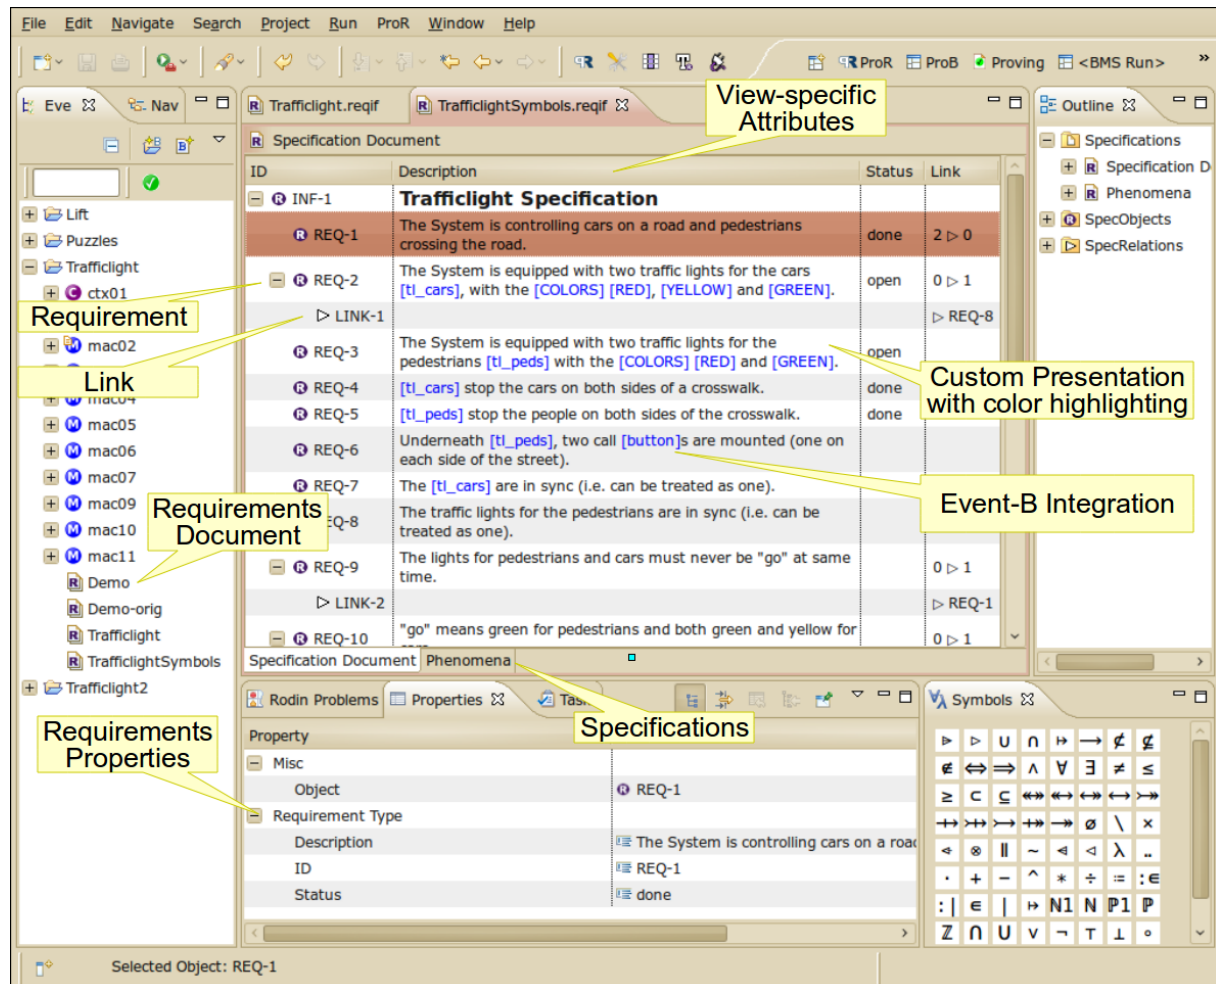 File Edit Navigate Search Project Run ProR Window Help
ProR ProB Proving <BMS Run> »
Eve Nav
Trafficlight.reqif TrafficlightSymbols.reqif
Outline
View-specific
Attributes
Specification Document
ID Description Status Link
INF-1 Trafficlight Specification
REQ-1 The System is controlling cars on a road and pedestrians
crossing the road. done 2 ▷ 0
REQ-2 The System is equipped with two traffic lights for the cars
[tl_cars], with the [COLORS] [RED], [YELLOW] and [GREEN]. open 0 ▷ 1
LINK-1 ▷ REQ-8
REQ-3 The System is equipped with two traffic lights for the
pedestrians [tl_peds] with the [COLORS] [RED] and [GREEN]. open
REQ-4 [tl_cars] stop the cars on both sides of a crosswalk. done
REQ-5 [tl_peds] stop the people on both sides of the crosswalk. done
REQ-6 Underneath [tl_peds], two call [button]s are mounted (one on
each side of the street).
REQ-7 The [tl_cars] are in sync (i.e. can be treated as one).
REQ-8 The traffic lights for the pedestrians are in sync (i.e. can be
treated as one).
REQ-9 The lights for pedestrians and cars must never be "go" at same
time. 0 ▷ 1
LINK-2 ▷ REQ-1
REQ-10 "go" means green for pedestrians and both green and yellow for
0 ▷ 1
Specification Document Phenomena
Lift
Puzzles
Trafficlight
ctx01
mac02
mac04
mac05
mac06
mac07
mac09
mac10
mac11
Demo
Demo-orig
Trafficlight
TrafficlightSymbols
Trafficlight2
Requirement
Link
Requirements
Document
Requirements
Properties
Custom Presentation
with color highlighting
Event-B Integration
Specifications
Specifications
Specification D
Phenomena
SpecObjects
SpecRelations
Rodin Problems Properties Tas
Property
Misc
Object REQ-1
Requirement Type
Description The System is controlling cars on a road
ID REQ-1
Status done
Symbols
⩥ ▷ ∪ ∩ ↦ → ⊄ ⊈
∉ ⇔ ⇒ ∧ ∀ ∃ ≠ ≤
≥ ⊂ ⊆
∅ \ ×
⊗ ∥ ∼ ⩤ ◁ λ ‥
· + − ^ ∗ ÷ ≔ :∈
:∣ ∈ ∣ ↦ ℕ1 ℕ ℙ1 ℙ
ℤ ⋂ ⋃ ∨ ¬ ⊤ ⊥ ∘
Selected Object: REQ-1